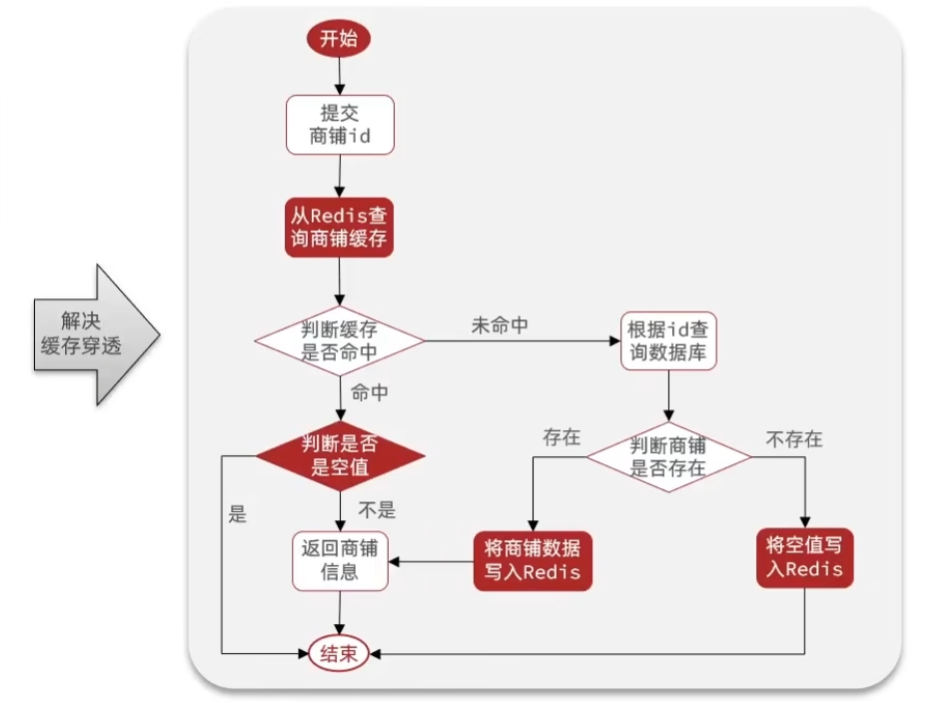 开始
提交
商铺id
从Redis查
询商铺缓存
解决
缓存穿透
判断缓存
是否命中
未命中
根据id查
询数据库
命中
判断是否
是空值
存在
判断商铺
是否存在
不存在
是
不是
返回商铺
信息
将商铺数据
写入Redis
将空值写
入Redis
结束